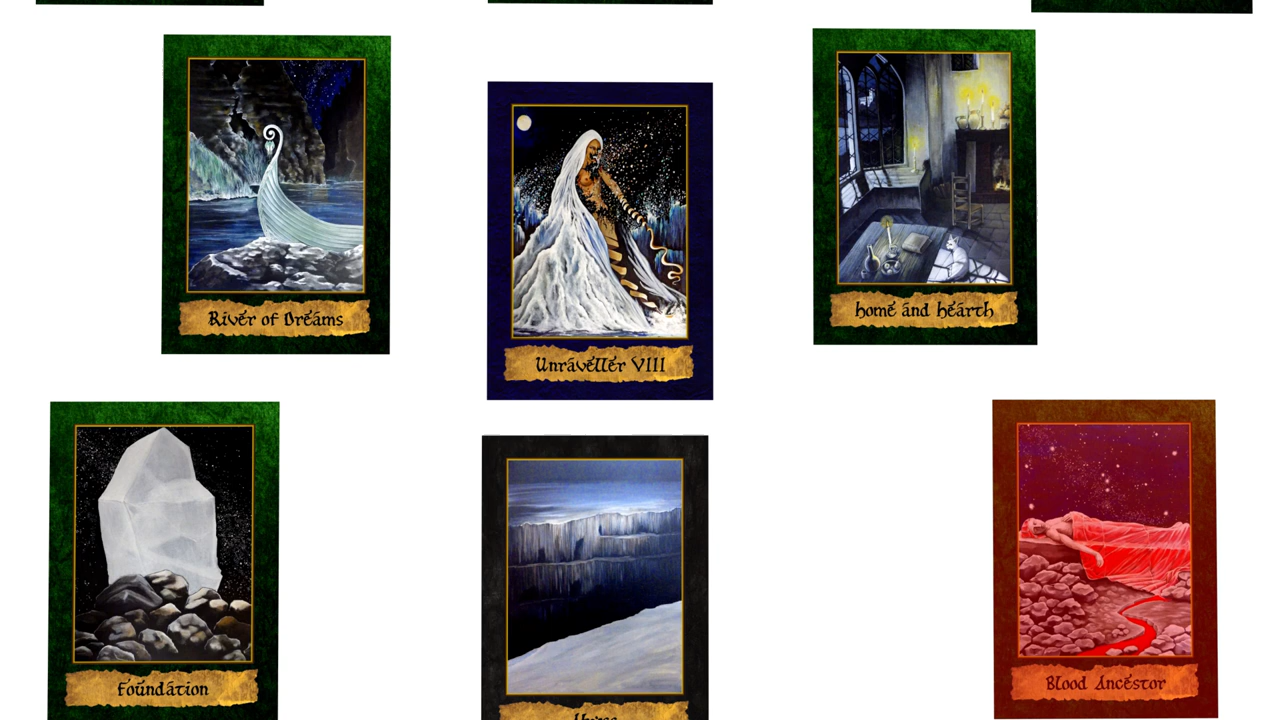 River of Dreams
Unraveller VIII
Home and Hearth
Foundation
Blood Ancestor